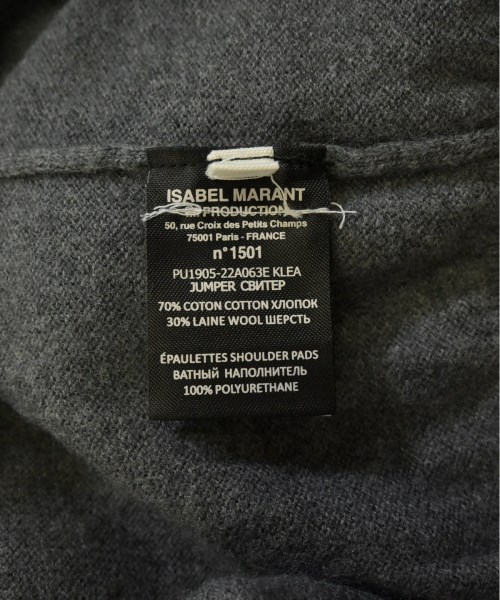 ISABEL MARANT
PRODUCTION
50, rue Croix des Petits Champs
75001 Paris - FRANCE
n°1501
PU1905-22A063E KLEA
JUMPER СВИТЕР
70% COTON COTTON ХЛОПОК
30% LAINE WOOL ШЕРСТЬ
ÉPAULETTES SHOULDER PADS
ВАТНЫЙ НАПОЛНИТЕЛЬ
100% POLYURETHANE